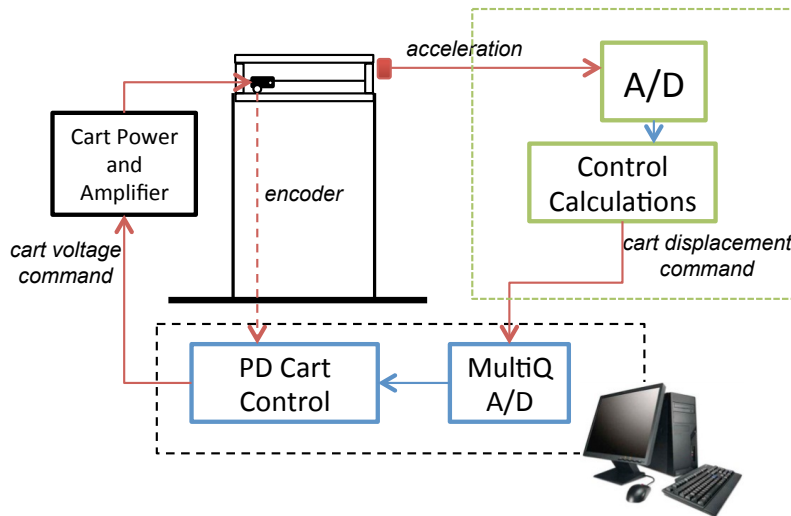 acceleration
A/D
Cart Power
and
Amplifier
encoder
Control
Calculations
cart voltage
command
cart displacement
command
PD Cart
Control
MultiQ
A/D